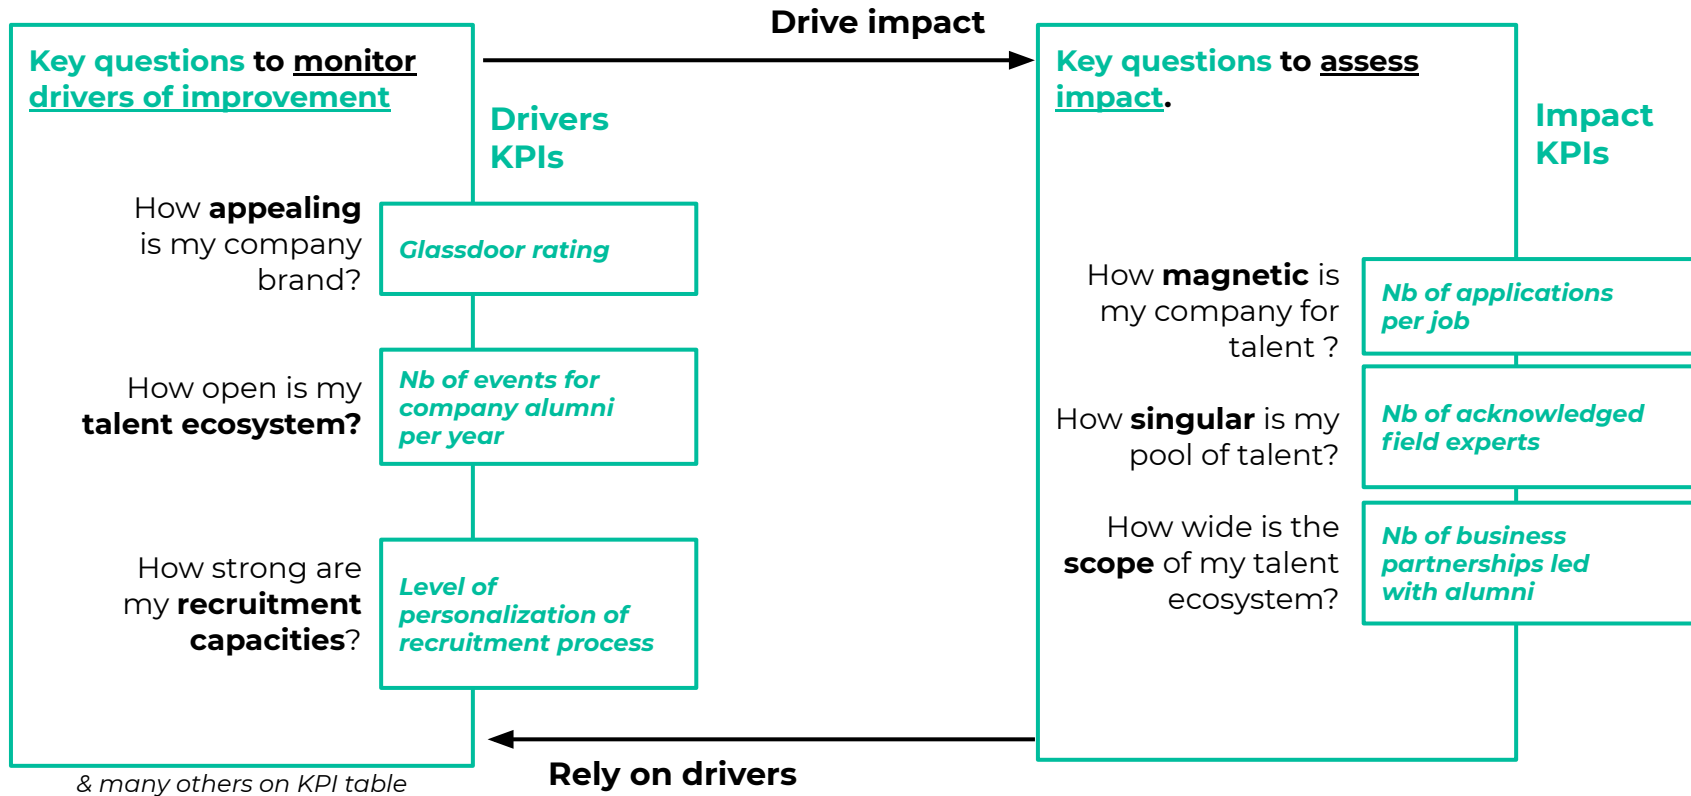 Drive impact
Key questions to monitor
drivers of improvement
Drivers
KPIs
How appealing
is my company
brand?
Glassdoor rating
How open is my
talent ecosystem?
Nb of events for
company alumni
per year
How strong are
my recruitment
capacities?
Level of
personalization of
recruitment process
& many others on KPI table
Key questions to assess
impact.
Impact
KPIs
How magnetic is
my company for
talent ?
Nb of applications
per job
How singular is my
pool of talent?
Nb of acknowledged
field experts
How wide is the
scope of my talent
ecosystem?
Nb of business
partnerships led
with alumni
Rely on drivers